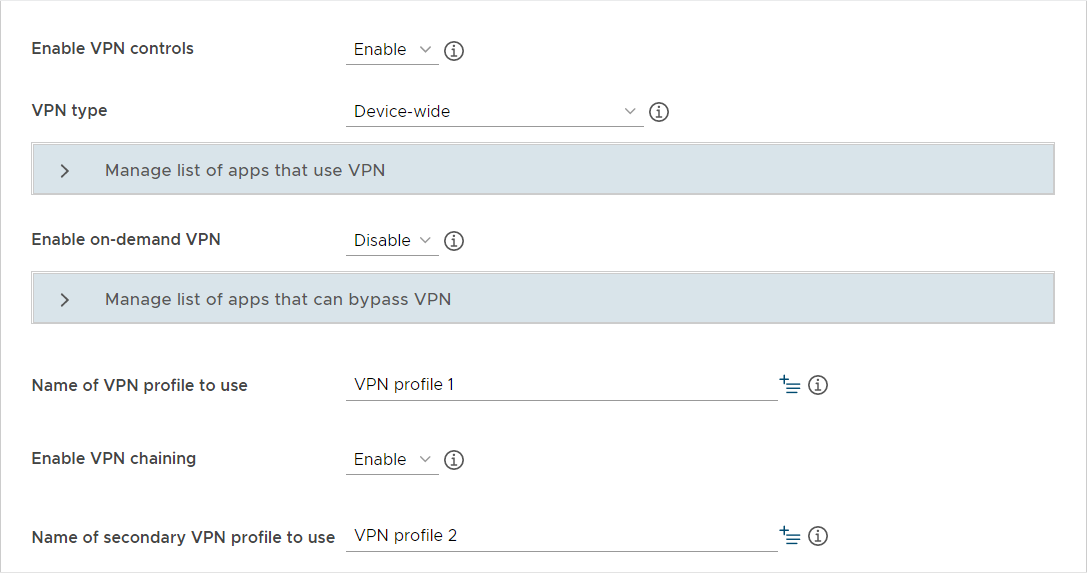 Enable VPN controls Enable
VPN type Device-wide
Manage list of apps that use VPN
Enable on-demand VPN Disable
Manage list of apps that can bypass VPN
Name of VPN profile to use VPN profile 1
Enable VPN chaining Enable
Name of secondary VPN profile to use VPN profile 2